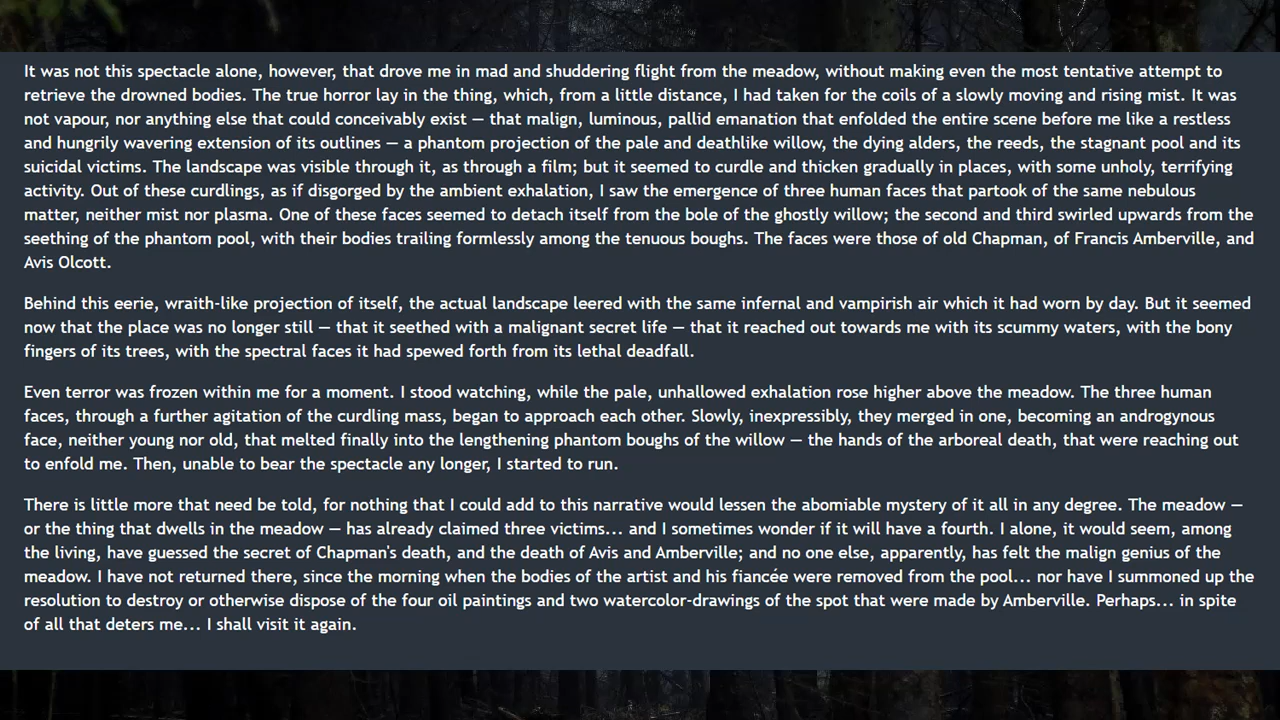 It was not this spectacle alone, however, that drove me in mad and shuddering flight from the meadow, without making even the most tentative attempt to
retrieve the drowned bodies. The true horror lay in the thing, which, from a little distance, I had taken for the coils of a slowly moving and rising mist. It was
not vapour, nor anything else that could conceivably exist — that malign, luminous, pallid emanation that enfolded the entire scene before me like a restless
and hungrily wavering extension of its outlines — a phantom projection of the pale and deathlike willow, the dying alders, the reeds, the stagnant pool and its
suicidal victims. The landscape was visible through it, as through a film; but it seemed to curdle and thicken gradually in places, with some unholy, terrifying
activity. Out of these curdlings, as if disgorged by the ambient exhalation, I saw the emergence of three human faces that partook of the same nebulous
matter, neither mist nor plasma. One of these faces seemed to detach itself from the bole of the ghostly willow; the second and third swirled upwards from the
seething of the phantom pool, with their bodies trailing formlessly among the tenuous boughs. The faces were those of old Chapman, of Francis Amberville, and
Avis Olcott.
Behind this eerie, wraith-like projection of itself, the actual landscape leered with the same infernal and vampirish air which it had worn by day. But it seemed
now that the place was no longer still — that it seethed with a malignant secret life — that it reached out towards me with its scummy waters, with the bony
fingers of its trees, with the spectral faces it had spewed forth from its lethal deadfall.
Even terror was frozen within me for a moment. I stood watching, while the pale, unhallowed exhalation rose higher above the meadow. The three human
faces, through a further agitation of the curdling mass, began to approach each other. Slowly, inexpressibly, they merged in one, becoming an androgynous
face, neither young nor old, that melted finally into the lengthening phantom boughs of the willow — the hands of the arboreal death, that were reaching out
to enfold me. Then, unable to bear the spectacle any longer, I started to run.
There is little more that need be told, for nothing that I could add to this narrative would lessen the abomiable mystery of it all in any degree. The meadow —
or the thing that dwells in the meadow — has already claimed three victims... and I sometimes wonder if it will have a fourth. I alone, it would seem, among
the living, have guessed the secret of Chapman's death, and the death of Avis and Amberville; and no one else, apparently, has felt the malign genius of the
meadow. I have not returned there, since the morning when the bodies of the artist and his fiancée were removed from the pool... nor have I summoned up the
resolution to destroy or otherwise dispose of the four oil paintings and two watercolor-drawings of the spot that were made by Amberville. Perhaps... in spite
of all that deters me... I shall visit it again.